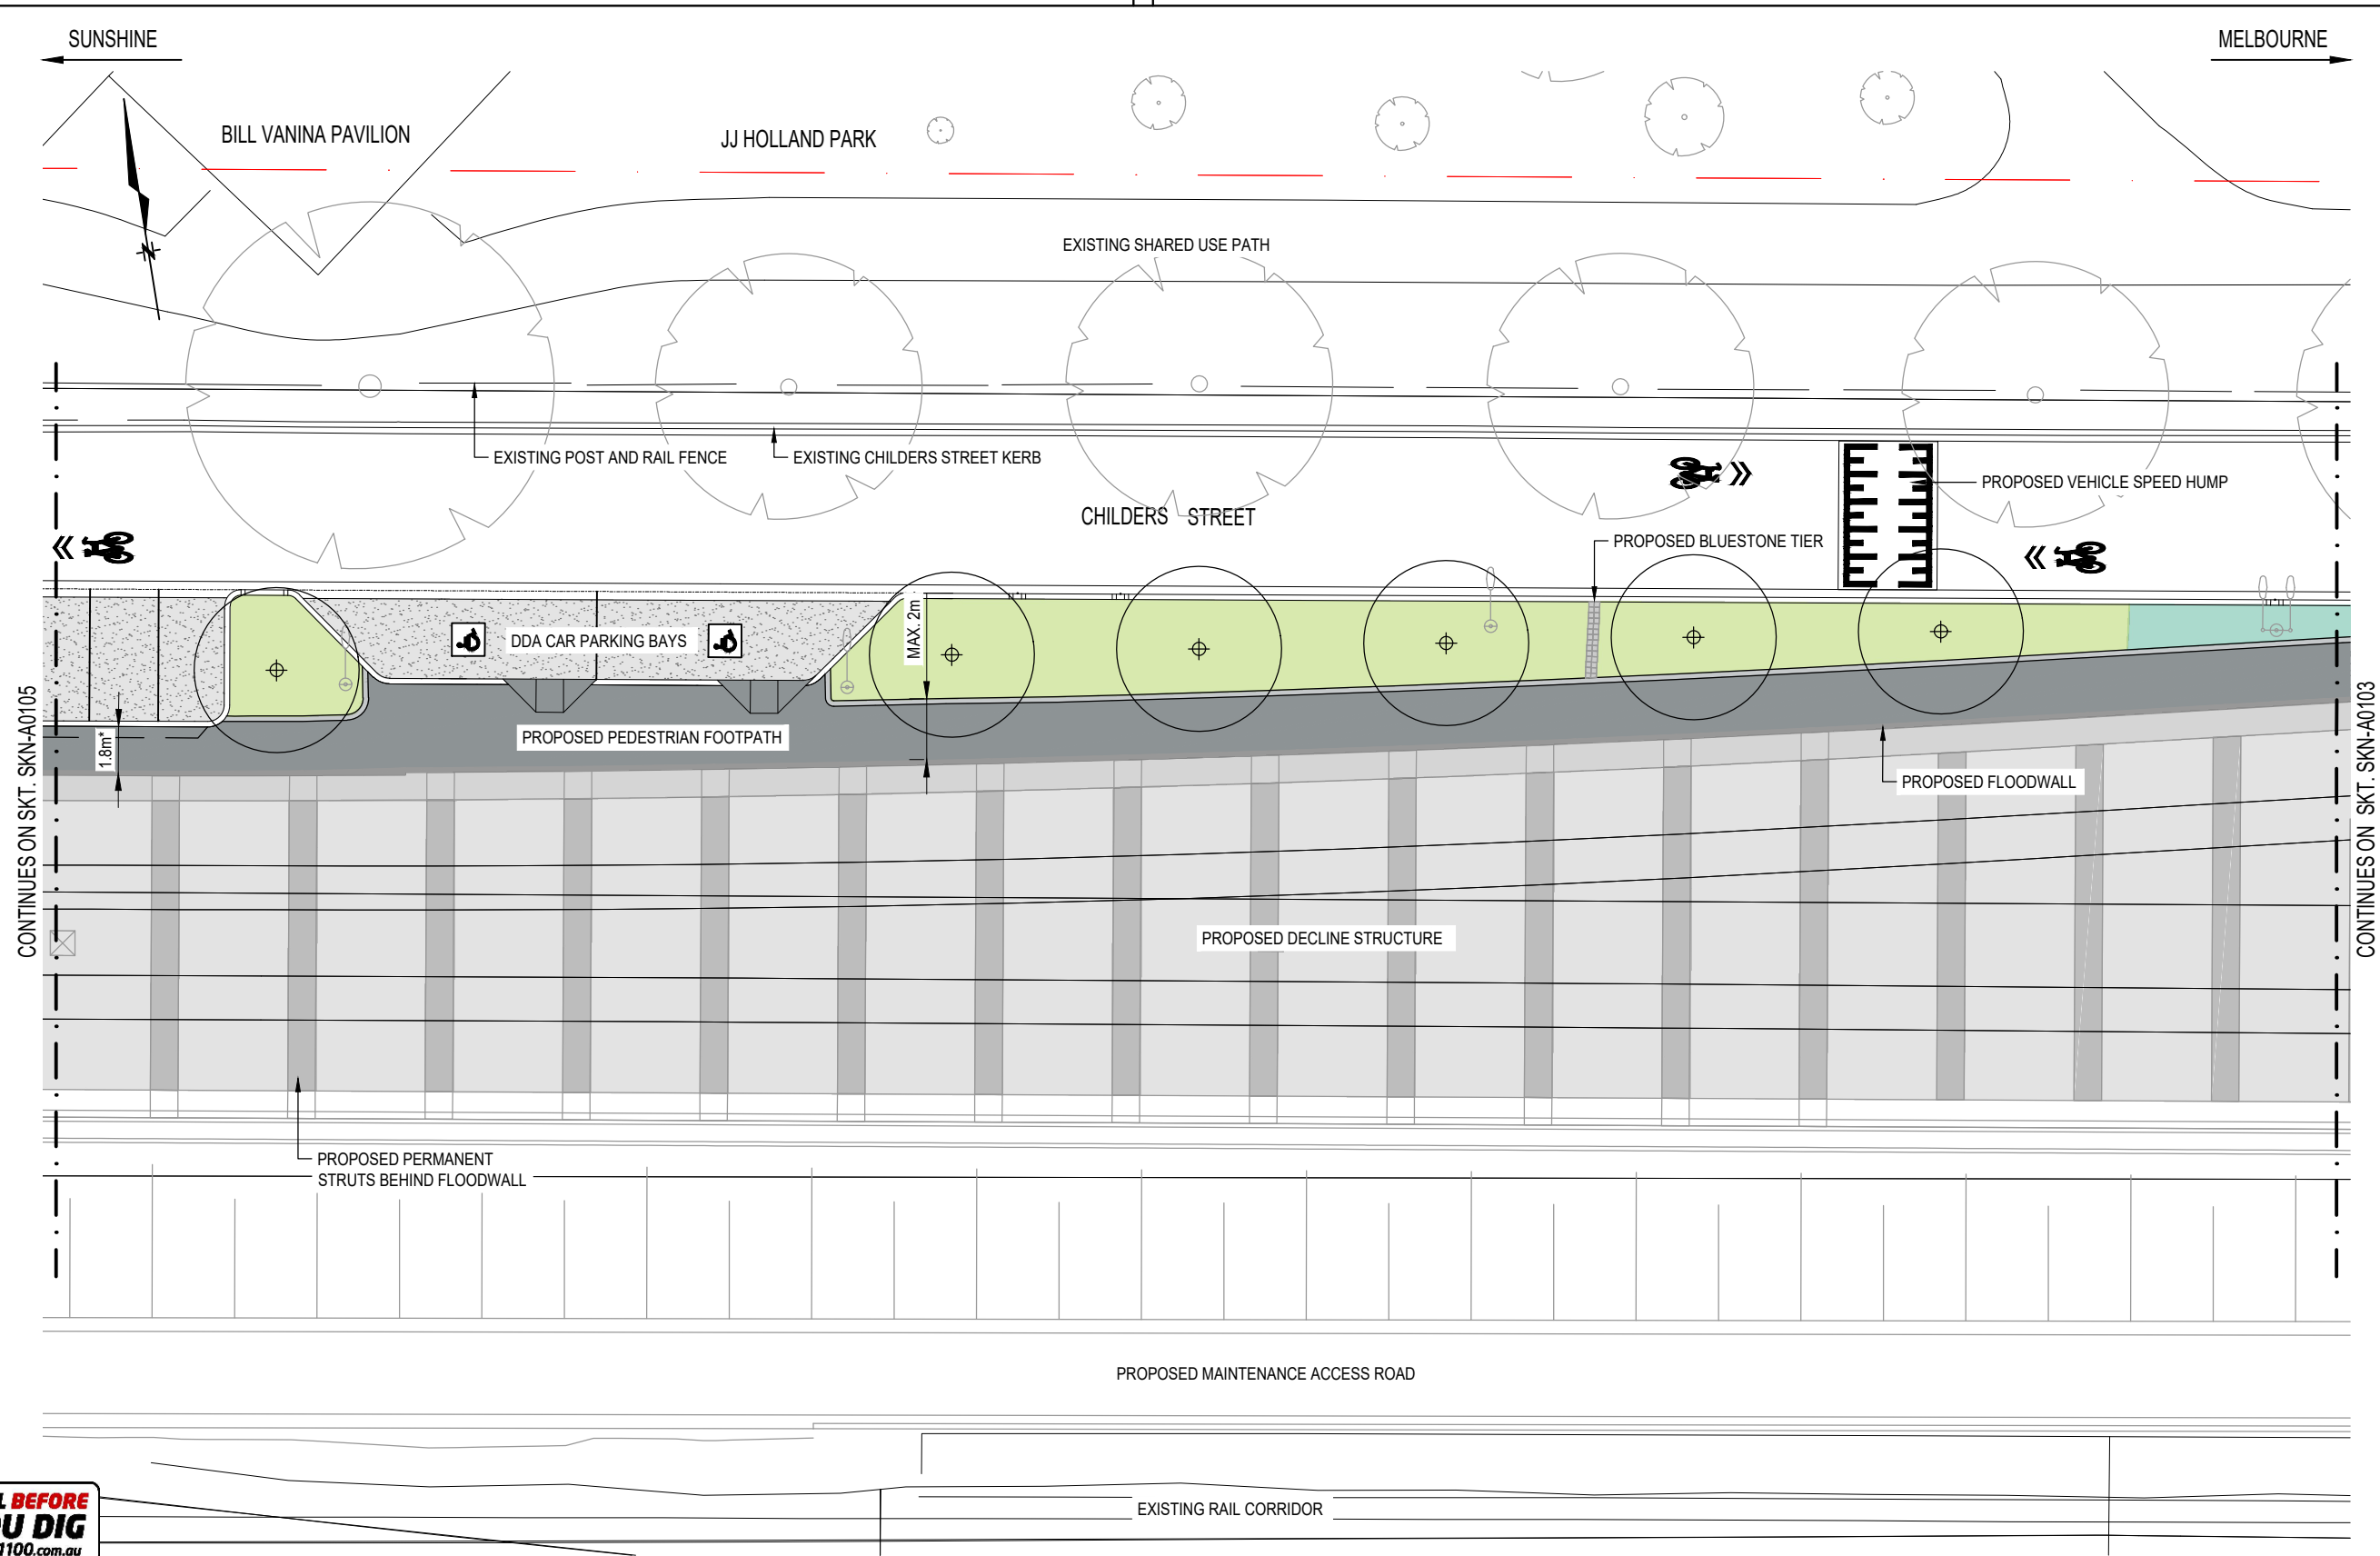 SUNSHINE
MELBOURNE
BILL VANINA PAVILION
JJ HOLLAND PARK
N
EXISTING SHARED USE PATH
EXISTING POST AND RAIL FENCE
EXISTING CHILDERS STREET KERB
PROPOSED VEHICLE SPEED HUMP
CHILDERS STREET
PROPOSED BLUESTONE TIER
DDA CAR PARKING BAYS
MAX. 2m
1.8m*
PROPOSED PEDESTRIAN FOOTPATH
PROPOSED FLOODWALL
CONTINUES ON SKT. SKN-A0105
CONTINUES ON SKT. SKN-A0103
PROPOSED DECLINE STRUCTURE
PROPOSED PERMANENT
STRUTS BEHIND FLOODWALL
PROPOSED MAINTENANCE ACCESS ROAD
EXISTING RAIL CORRIDOR
L BEFORE
OU DIG
1100.com.au